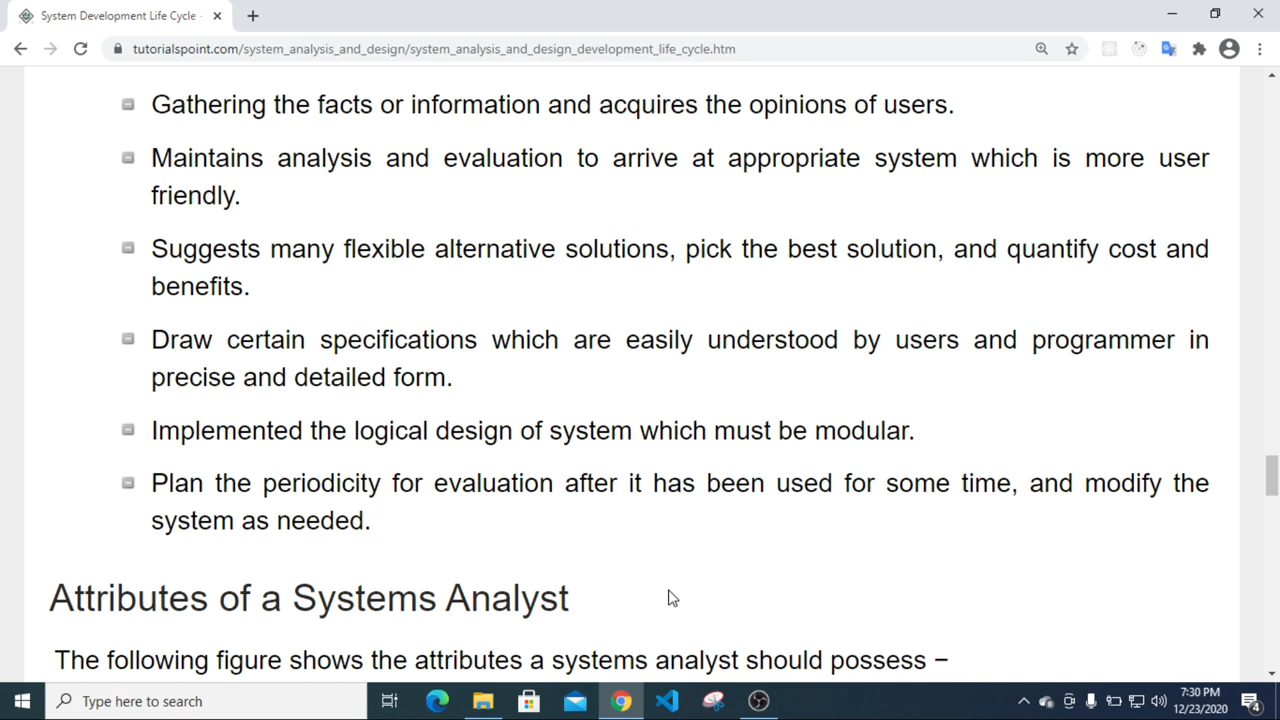 System Development Life Cycle -
tutorialspoint.com/system_analysis_and_design/system_analysis_and_design_development_life_cycle.htm
Gathering the facts or information and acquires the opinions of users.
Maintains analysis and evaluation to arrive at appropriate system which is more user
friendly.
Suggests many flexible alternative solutions, pick the best solution, and quantify cost and
benefits.
Draw certain specifications which are easily understood by users and programmer in
precise and detailed form.
Implemented the logical design of system which must be modular.
Plan the periodicity for evaluation after it has been used for some time, and modify the
system as needed.
Attributes of a Systems Analyst
The following figure shows the attributes a systems analyst should possess −
Type here to search
7:30 PM
12/23/2020
4